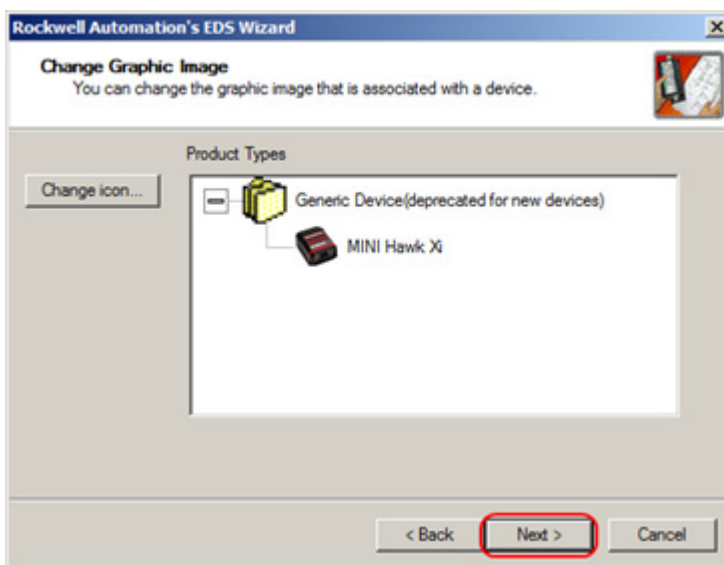 Rockwell Automation's EDS Wizard
Change Graphic Image
You can change the graphic image that is associated with a device.
Product Types
Change icon...
Generic Device(deprecated for new devices)
MINI Hawk Xi
< Back
Next >
Cancel